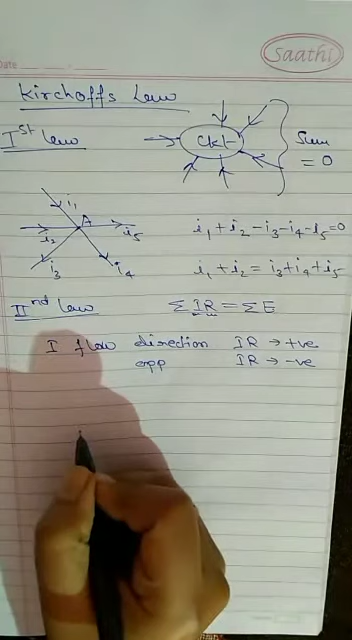 Saathi
Date
Kirchoffs Law
Ist law
Ckt
Sum
= 0
i1
A
i2
i5
i3
i4
i1 + i2 - i3 - i4 - i5 = 0
i1 + i2 = i3 + i4 + i5
IInd law
Σ IR = Σ E
I flow direction IR → +ve
opp IR → -ve